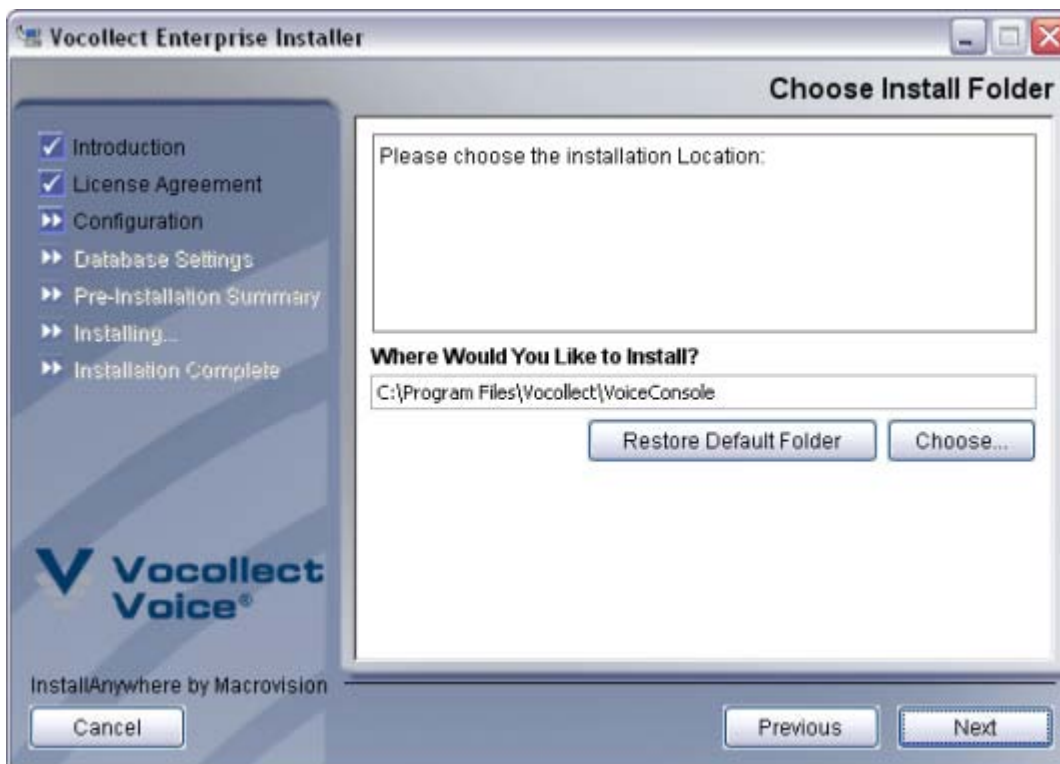 Vocollect Enterprise Installer
Choose Install Folder
Introduction
License Agreement
Configuration
Database Settings
Pre-Installation Summary
Installing...
Installation Complete
Vocollect
Voice®
Please choose the installation Location:
Where Would You Like to Install?
C:\Program Files\Vocollect\VoiceConsole
Restore Default Folder
Choose...
InstallAnywhere by Macrovision
Cancel
Previous
Next